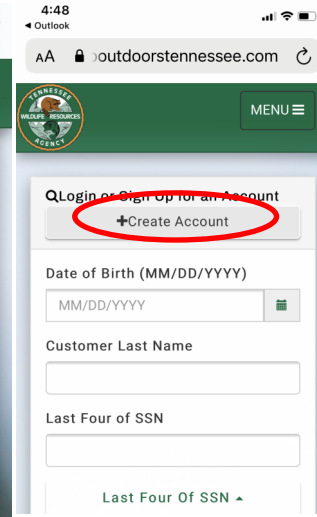 4:48
◄ Outlook
AA outdoorstennessee.com
TENNESSEE
WILDLIFE RESOURCES
AGENCY
MENU
Login or Sign Up for an Account
+Create Account
Date of Birth (MM/DD/YYYY)
MM/DD/YYYY
Customer Last Name
Last Four of SSN
Last Four Of SSN